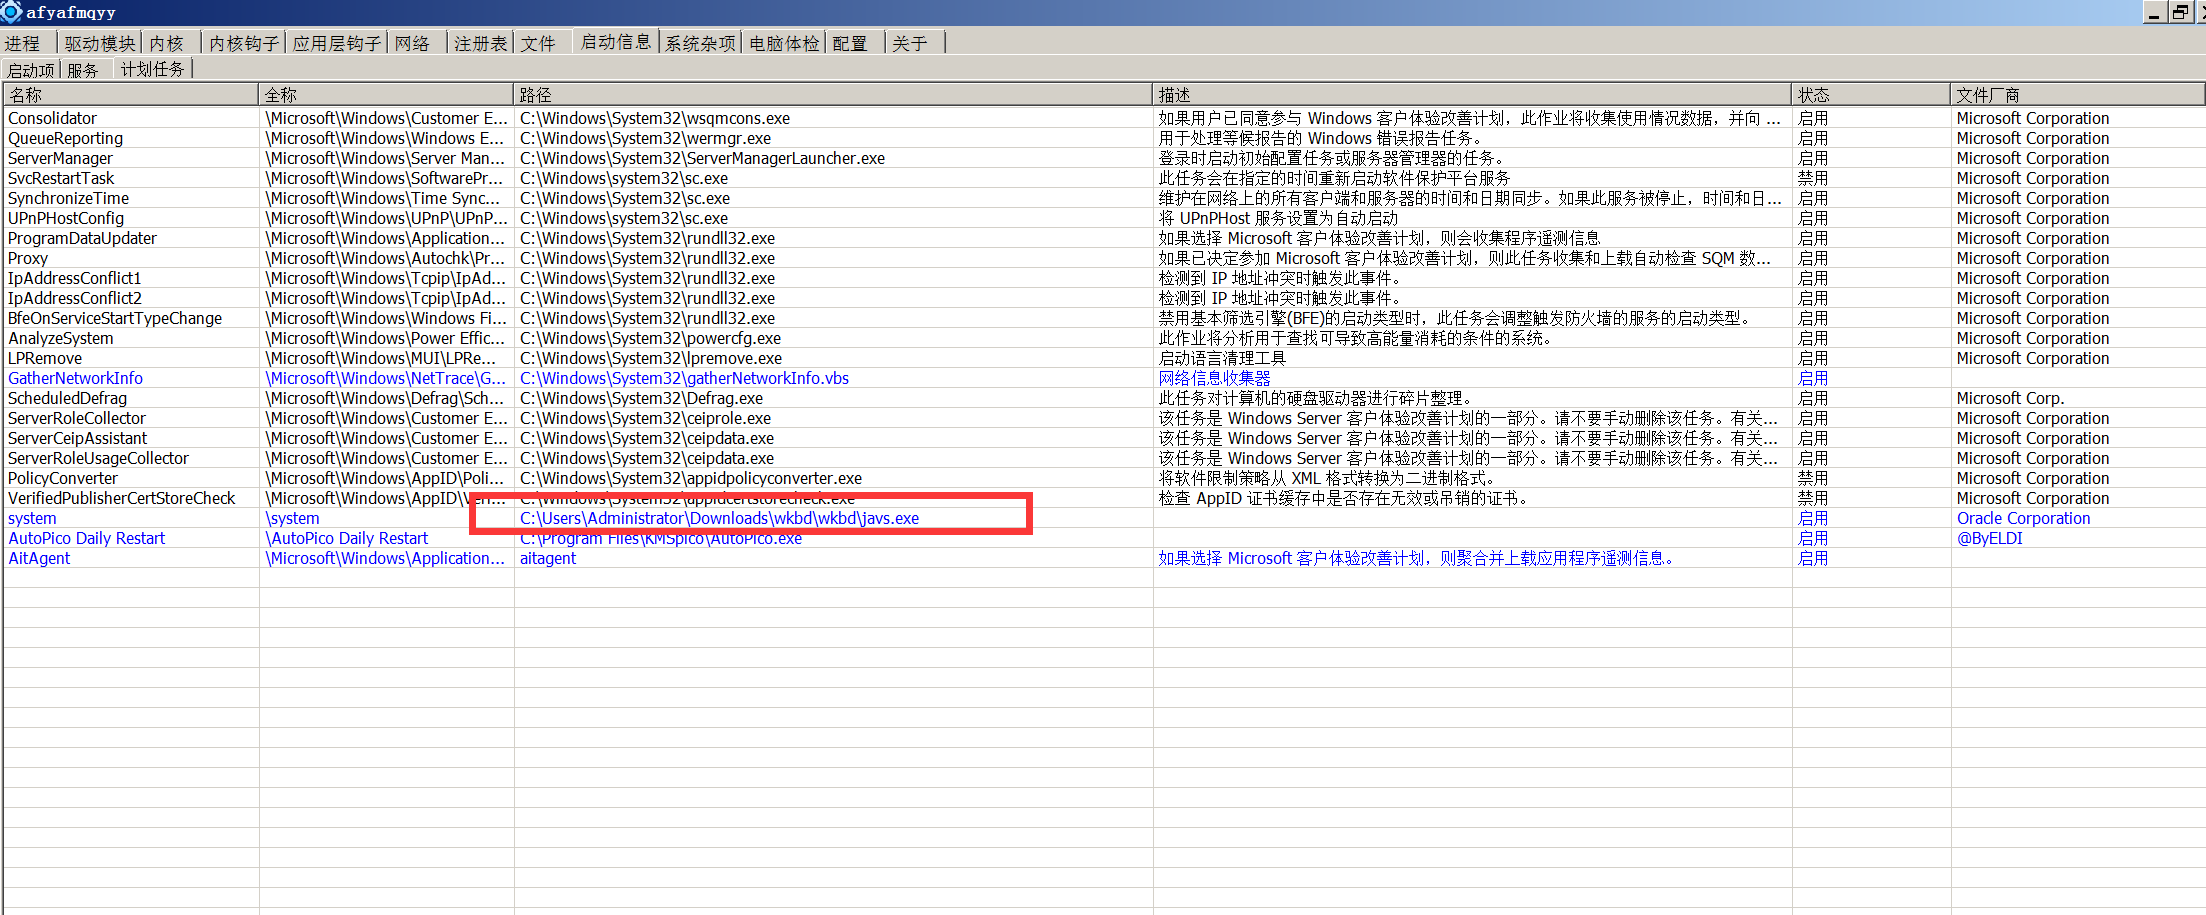 afyafmqyy
进程 驱动模块 内核 内核钩子 应用层钩子 网络 注册表 文件 启动信息 系统杂项 电脑体检 配置 关于
启动项 服务 计划任务
名称 全称 路径 描述 状态 文件厂商
Consolidator \Microsoft\Windows\Customer E... C:\Windows\System32\wsqmcons.exe 如果用户已同意参与 Windows 客户体验改善计划，此作业将收集使用情况数据，并向 ... 启用 Microsoft Corporation
QueueReporting \Microsoft\Windows\Windows E... C:\Windows\System32\wermgr.exe 用于处理等候报告的 Windows 错误报告任务。 启用 Microsoft Corporation
ServerManager \Microsoft\Windows\Server Man... C:\Windows\System32\ServerManagerLauncher.exe 登录时启动初始配置任务或服务器管理器的任务。 启用 Microsoft Corporation
SvcRestartTask \Microsoft\Windows\SoftwarePr... C:\Windows\system32\sc.exe 此任务会在指定的时间重新启动软件保护平台服务 禁用 Microsoft Corporation
SynchronizeTime \Microsoft\Windows\Time Sync... C:\Windows\System32\sc.exe 维护在网络上的所有客户端和服务器的时间和日期同步。如果此服务被停止，时间和日... 启用 Microsoft Corporation
UPnPHostConfig \Microsoft\Windows\UPnP\UPnP... C:\Windows\system32\sc.exe 将 UPnPHost 服务设置为自动启动 启用 Microsoft Corporation
ProgramDataUpdater \Microsoft\Windows\Application... C:\Windows\System32\rundll32.exe 如果选择 Microsoft 客户体验改善计划，则会收集程序遥测信息 启用 Microsoft Corporation
Proxy \Microsoft\Windows\Autochk\Pr... C:\Windows\System32\rundll32.exe 如果已决定参加 Microsoft 客户体验改善计划，则此任务收集和上载自动检查 SQM 数... 启用 Microsoft Corporation
IpAddressConflict1 \Microsoft\Windows\Tcpip\IpAd... C:\Windows\System32\rundll32.exe 检测到 IP 地址冲突时触发此事件。 启用 Microsoft Corporation
IpAddressConflict2 \Microsoft\Windows\Tcpip\IpAd... C:\Windows\System32\rundll32.exe 检测到 IP 地址冲突时触发此事件。 启用 Microsoft Corporation
BfeOnServiceStartTypeChange \Microsoft\Windows\Windows Fi... C:\Windows\System32\rundll32.exe 禁用基本筛选引擎(BFE)的启动类型时，此任务会调整触发防火墙的服务的启动类型。 启用 Microsoft Corporation
AnalyzeSystem \Microsoft\Windows\Power Effic... C:\Windows\System32\powercfg.exe 此作业将分析用于查找可导致高能量消耗的条件的系统。 启用 Microsoft Corporation
LPRemove \Microsoft\Windows\MUI\LPRe... C:\Windows\System32\lpremove.exe 启动语言清理工具 启用 Microsoft Corporation
GatherNetworkInfo \Microsoft\Windows\NetTrace\G... C:\Windows\System32\gatherNetworkInfo.vbs 网络信息收集器 启用
ScheduledDefrag \Microsoft\Windows\Defrag\Sch... C:\Windows\System32\Defrag.exe 此任务对计算机的硬盘驱动器进行碎片整理。 启用 Microsoft Corp.
ServerRoleCollector \Microsoft\Windows\Customer E... C:\Windows\System32\ceiprole.exe 该任务是 Windows Server 客户体验改善计划的一部分。请不要手动删除该任务。有关... 启用 Microsoft Corporation
ServerCeipAssistant \Microsoft\Windows\Customer E... C:\Windows\System32\ceipdata.exe 该任务是 Windows Server 客户体验改善计划的一部分。请不要手动删除该任务。有关... 启用 Microsoft Corporation
ServerRoleUsageCollector \Microsoft\Windows\Customer E... C:\Windows\System32\ceipdata.exe 该任务是 Windows Server 客户体验改善计划的一部分。请不要手动删除该任务。有关... 启用 Microsoft Corporation
PolicyConverter \Microsoft\Windows\AppID\Poli... C:\Windows\System32\appidpolicyconverter.exe 将软件限制策略从 XML 格式转换为二进制格式。 禁用 Microsoft Corporation
VerifiedPublisherCertStoreCheck \Microsoft\Windows\AppID\Veri... C:\Windows\System32\appidcertstorecheck.exe 检查 AppID 证书缓存中是否存在无效或吊销的证书。 禁用 Microsoft Corporation
system \system C:\Users\Administrator\Downloads\wkbd\wkbd\javs.exe 启用 Oracle Corporation
AutoPico Daily Restart \AutoPico Daily Restart C:\Program Files\KMSpico\AutoPico.exe 启用 @ByELDI
AitAgent \Microsoft\Windows\Application... aitagent 如果选择 Microsoft 客户体验改善计划，则聚合并上载应用程序遥测信息。 启用